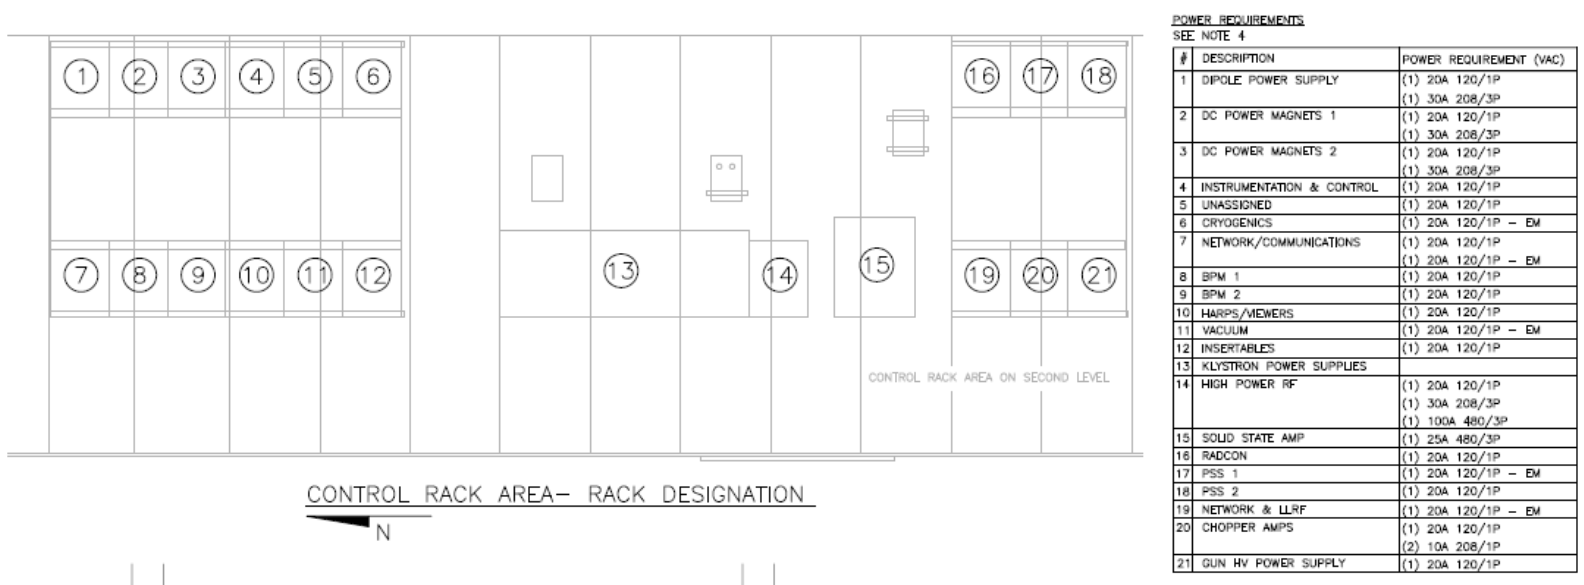 1 2 3 4 5 6
16 17 18
7 8 9 10 11 12 13 14 15
19 20 21
CONTROL RACK AREA ON SECOND LEVEL
CONTROL RACK AREA– RACK DESIGNATION
N
POWER REQUIREMENTS
SEE NOTE 4
# DESCRIPTION POWER REQUIREMENT (VAC)
1 DIPOLE POWER SUPPLY (1) 20A 120/1P
(1) 30A 208/3P
2 DC POWER MAGNETS 1 (1) 20A 120/1P
(1) 30A 208/3P
3 DC POWER MAGNETS 2 (1) 20A 120/1P
(1) 30A 208/3P
4 INSTRUMENTATION & CONTROL (1) 20A 120/1P
5 UNASSIGNED (1) 20A 120/1P
6 CRYOGENICS (1) 20A 120/1P – EM
7 NETWORK/COMMUNICATIONS (1) 20A 120/1P
(1) 20A 120/1P – EM
8 BPM 1 (1) 20A 120/1P
9 BPM 2 (1) 20A 120/1P
10 HARPS/VIEWERS (1) 20A 120/1P
11 VACUUM (1) 20A 120/1P – EM
12 INSERTABLES (1) 20A 120/1P
13 KLYSTRON POWER SUPPLIES
14 HIGH POWER RF (1) 20A 120/1P
(1) 30A 208/3P
(1) 100A 480/3P
15 SOLID STATE AMP (1) 25A 480/3P
16 RADCON (1) 20A 120/1P
17 PSS 1 (1) 20A 120/1P – EM
18 PSS 2 (1) 20A 120/1P
19 NETWORK & LLRF (1) 20A 120/1P – EM
20 CHOPPER AMPS (1) 20A 120/1P
(2) 10A 208/1P
21 GUN HV POWER SUPPLY (1) 20A 120/1P